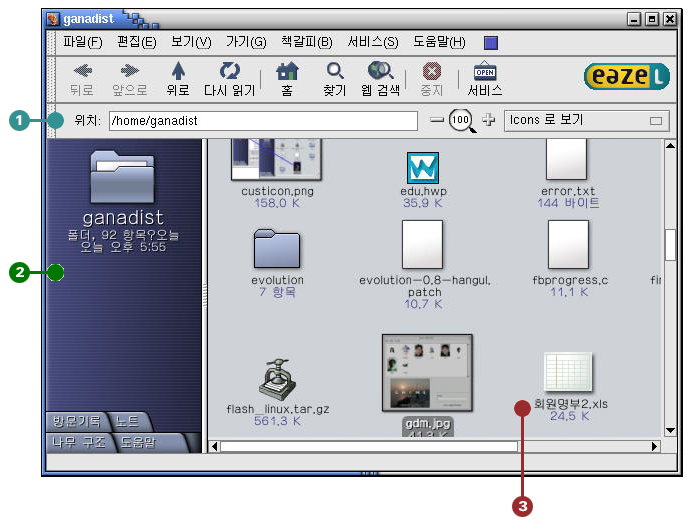 ganadist
파일(F) 편집(E) 보기(V) 가기(G) 책갈피(B) 서비스(S) 도움말(H)
뒤로 앞으로 위로 다시 읽기 홈 찾기 웹 검색 중지 OPEN 서비스
eazel
1 위치: /home/ganadist 100 Icons 로 보기
custicon.png edu.hwp error.txt
158.0 K 35.9 K 144 바이트
ganadist
폴더, 92 항목?오늘
오늘 오후 5:55
2
evolution evolution-0.8-hangul. fbprogress.c fir
7 항목 patch 11.1 K
10.7 K
flash_linux.tar.gz gdm.jpg 회원명부2.xls
561.3 K 41.3 K 24.5 K
방문기록 노트
나무 구조 도움말
3